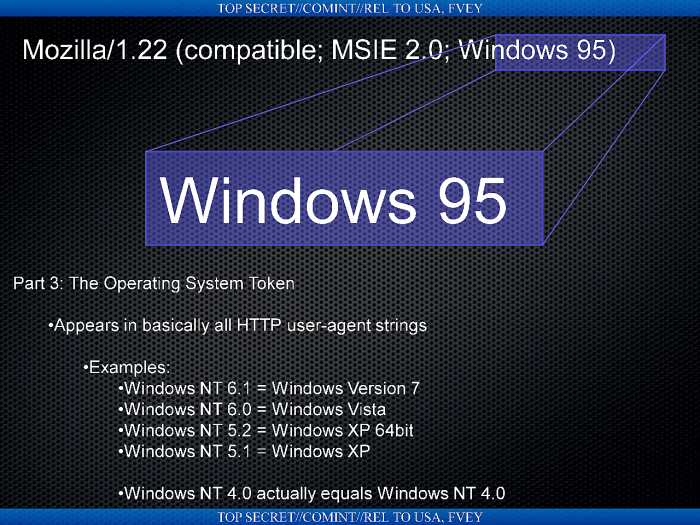 TOP SECRET//COMINT//REL TO USA, FVEY
Mozilla/1.22 (compatible; MSIE 2.0; Windows 95)
Windows 95
Part 3: The Operating System Token
•Appears in basically all HTTP user-agent strings
•Examples:
•Windows NT 6.1 = Windows Version 7
•Windows NT 6.0 = Windows Vista
•Windows NT 5.2 = Windows XP 64bit
•Windows NT 5.1 = Windows XP
•Windows NT 4.0 actually equals Windows NT 4.0
TOP SECRET//COMINT//REL TO USA, FVEY